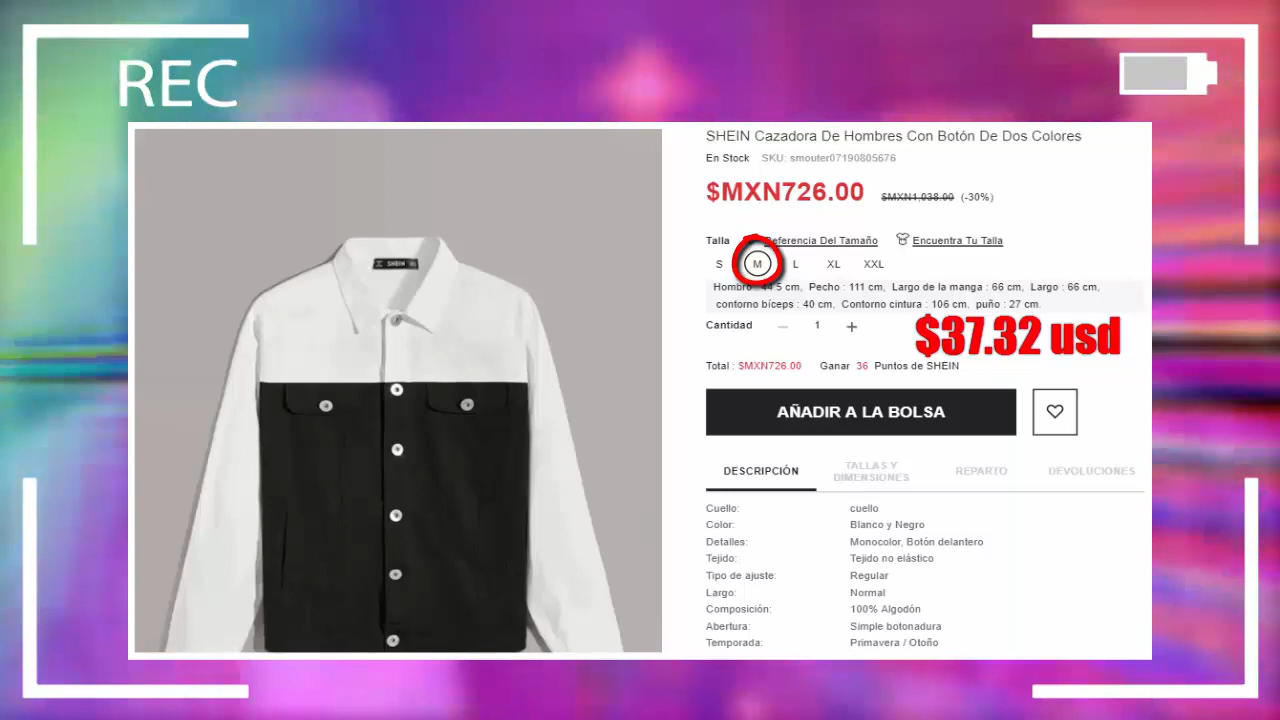 REC
SHEIN Cazadora De Hombres Con Botón De Dos Colores
En Stock SKU: smouter07190805676
$MXN726.00 $MXN1,038.00 (-30%)
Talla Referencia Del Tamaño Encuentra Tu Talla
S M L XL XXL
SHEIN
Hombro : 44.5 cm, Pecho : 111 cm, Largo de la manga : 66 cm, Largo : 66 cm,
contorno bíceps : 40 cm, Contorno cintura : 106 cm, puño : 27 cm.
Cantidad − 1 +
$37.32 usd
Total : $MXN726.00 Ganar 36 Puntos de SHEIN
AÑADIR A LA BOLSA
DESCRIPCIÓN TALLAS Y DIMENSIONES REPARTO DEVOLUCIONES
Cuello: cuello
Color: Blanco y Negro
Detalles: Monocolor, Botón delantero
Tejido: Tejido no elástico
Tipo de ajuste: Regular
Largo: Normal
Composición: 100% Algodón
Abertura: Simple botonadura
Temporada: Primavera / Otoño